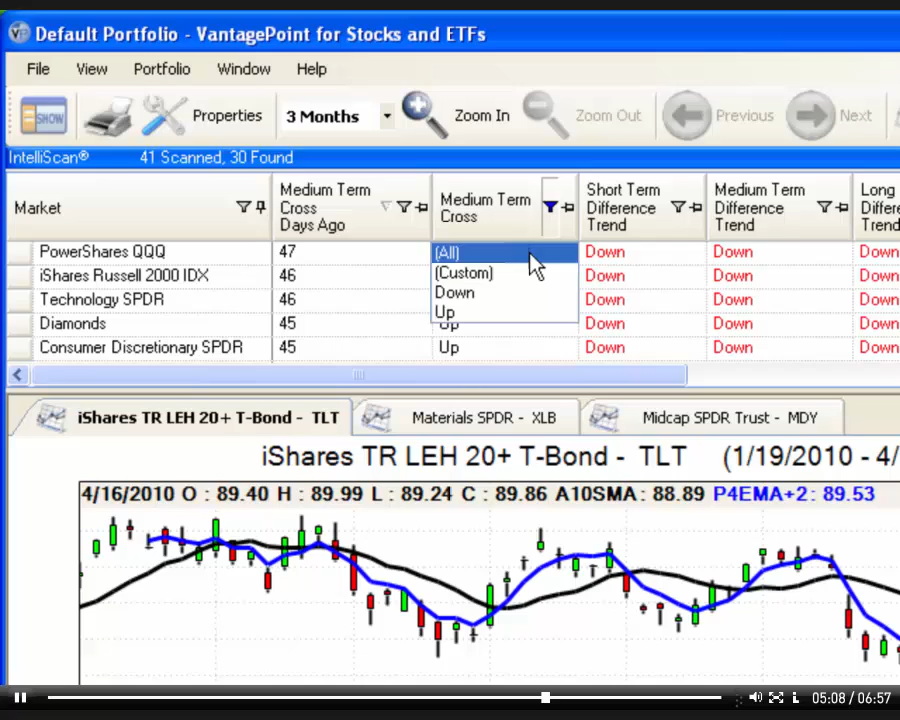 Default Portfolio - VantagePoint for Stocks and ETFs
File View Portfolio Window Help
SHOW Properties 3 Months Zoom In Zoom Out Previous Next
IntelliScan® 41 Scanned, 30 Found
Market
Medium Term
Cross
Days Ago
Medium Term
Cross
Short Term
Difference
Trend
Medium Term
Difference
Trend
Long
Differe
Trend
PowerShares QQQ 47 (All) Down Down Down
iShares Russell 2000 IDX 46 (Custom) Down Down Down
Technology SPDR 46 Down Down Down Down
Diamonds 45 Up Down Down Down
Consumer Discretionary SPDR 45 Up Down Down Down
iShares TR LEH 20+ T-Bond - TLT Materials SPDR - XLB Midcap SPDR Trust - MDY
iShares TR LEH 20+ T-Bond - TLT (1/19/2010 - 4/
4/16/2010 O : 89.40 H : 89.99 L : 89.24 C : 89.86 A10SMA : 88.89 P4EMA+2 : 89.53
05:08 / 06:57